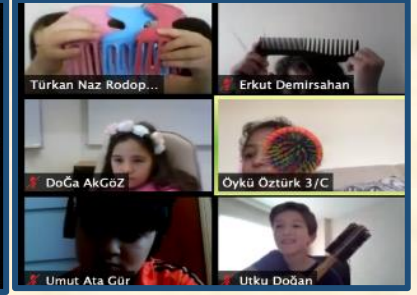 Türkan Naz Rodop...
Erkut Demirsahan
DoĞa AkGöZ
Öykü Öztürk 3/C
Umut Ata Gür
Utku Doğan